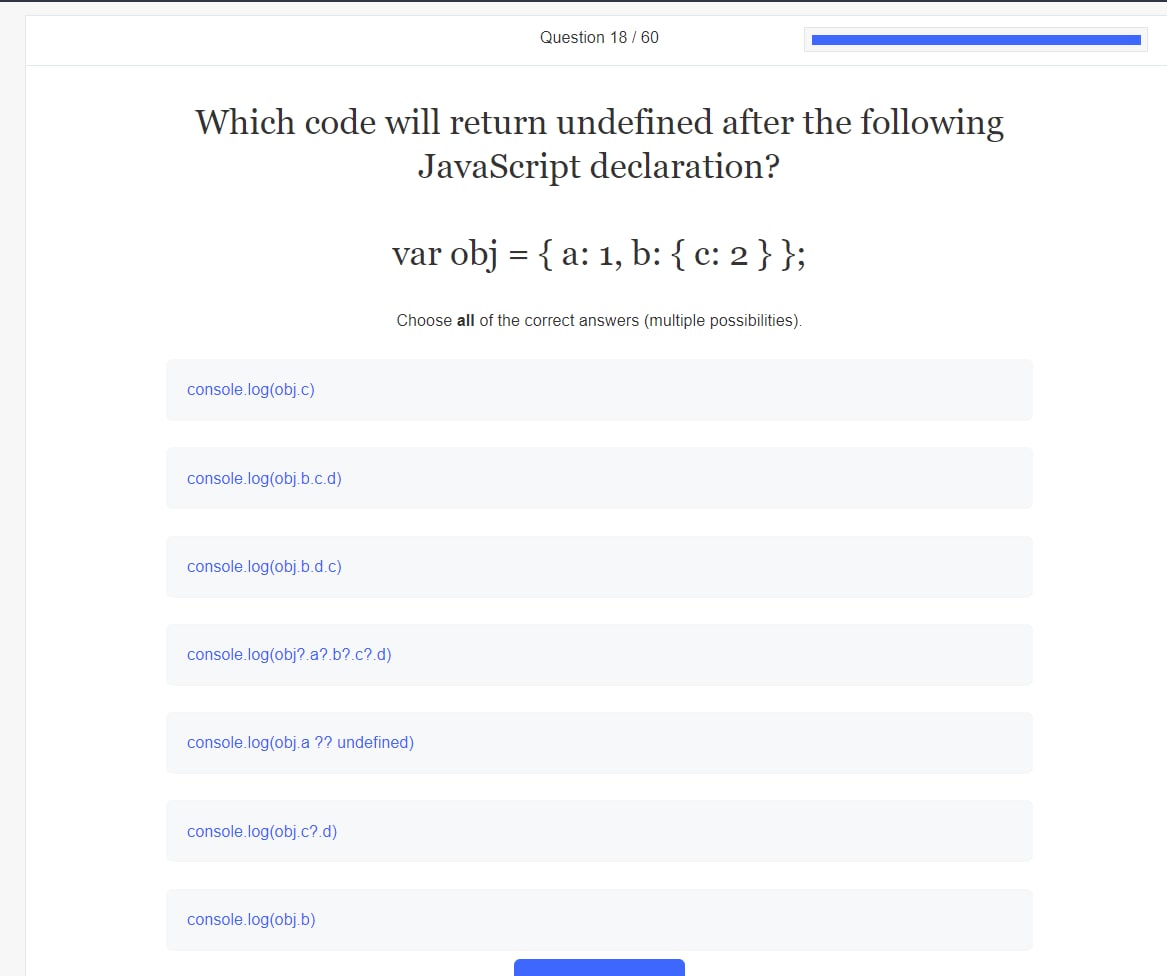 Question 18 / 60
Which code will return undefined after the following
JavaScript declaration?
var obj = { a: 1, b: { c: 2 } };
Choose all of the correct answers (multiple possibilities).
console.log(obj.c)
console.log(obj.b.c.d)
console.log(obj.b.d.c)
console.log(obj?.a?.b?.c?.d)
console.log(obj.a ?? undefined)
console.log(obj.c?.d)
console.log(obj.b)